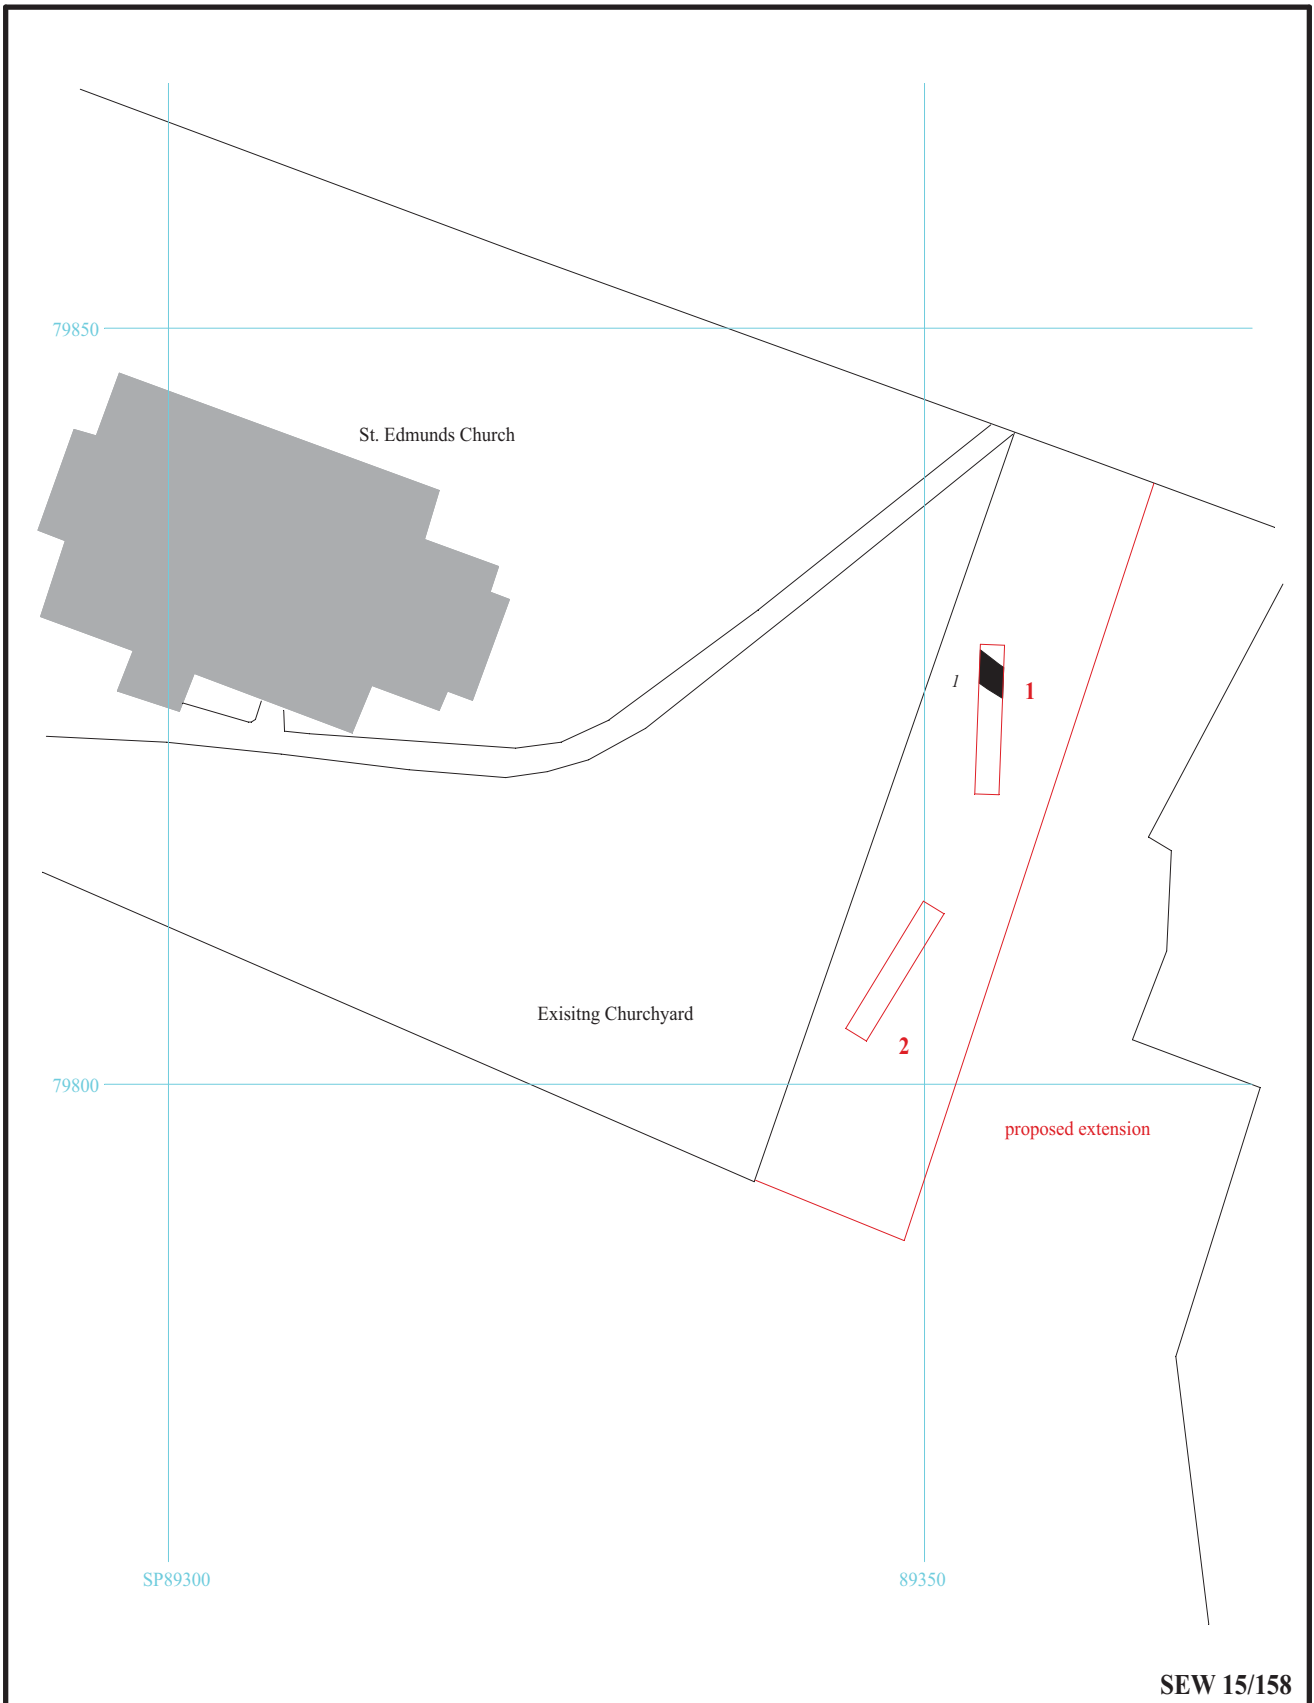 79850
St. Edmunds Church
1
1
Exisitng Churchyard
2
79800
proposed extension
SP89300
89350
SEW 15/158